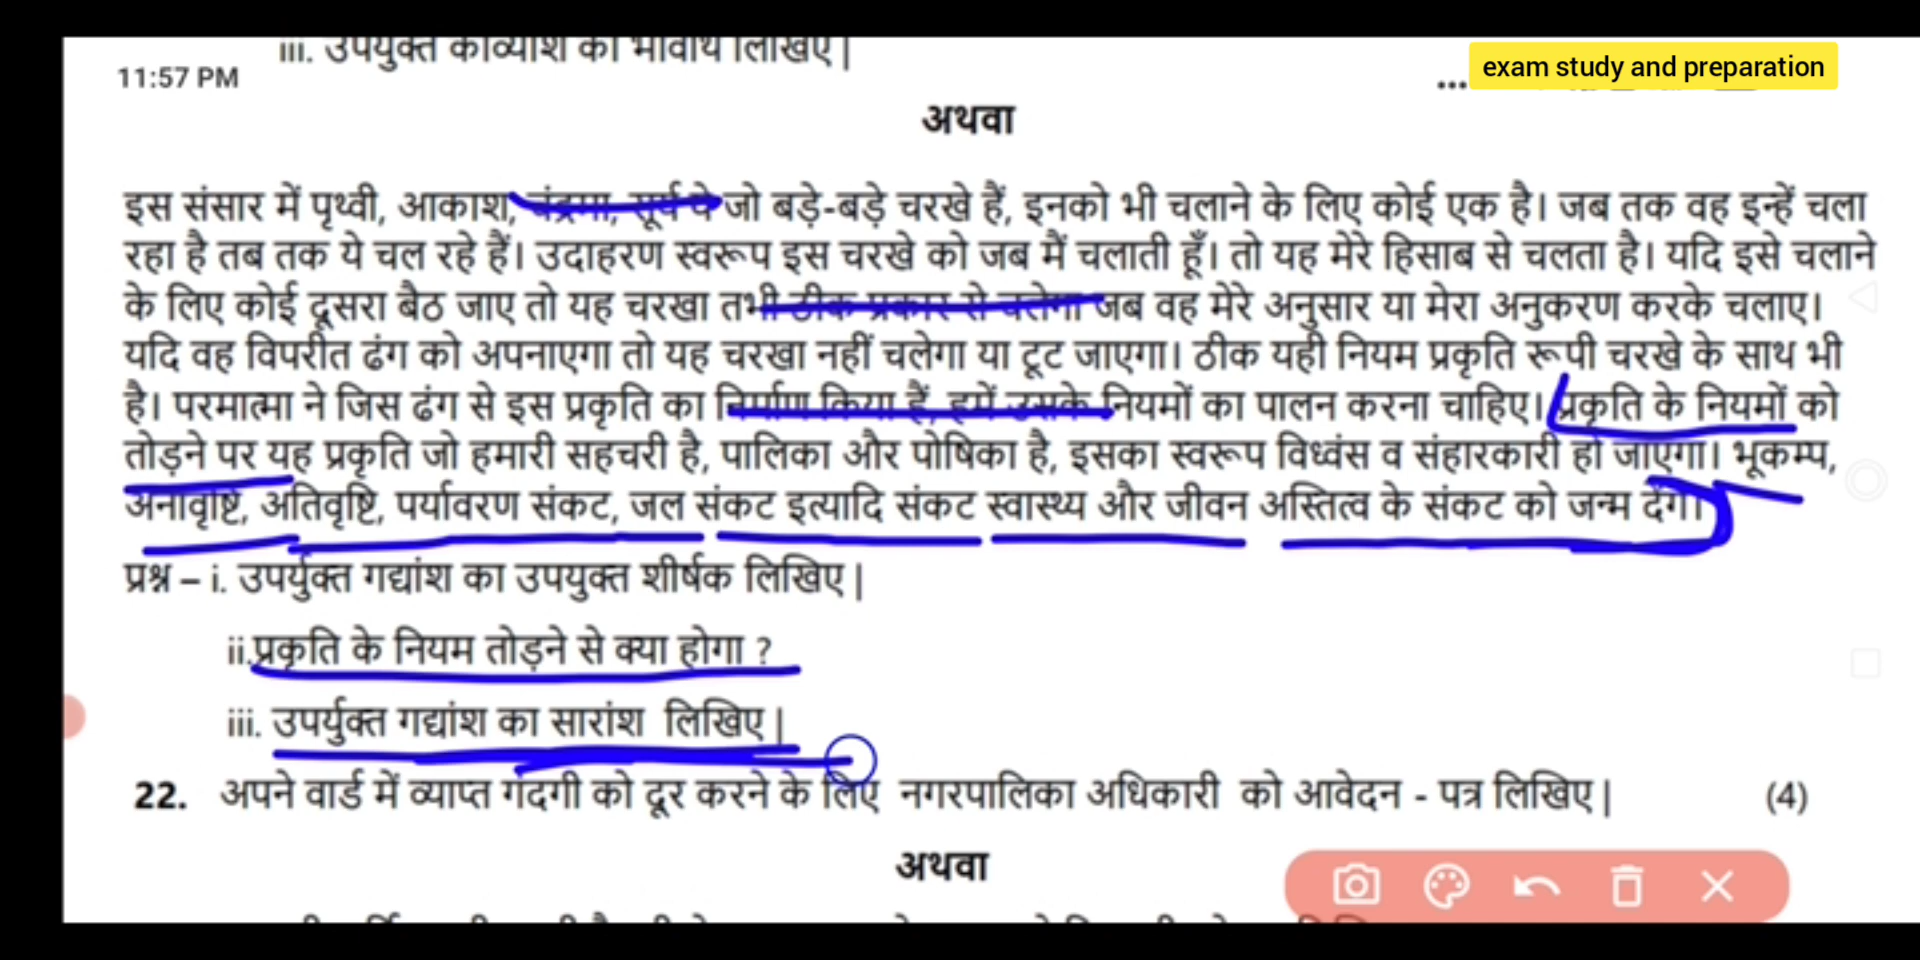 iii. उपर्युक्त काव्यांश का भावार्थ लिखिए|
11:57 PM
exam study and preparation
अथवा
इस संसार में पृथ्वी, आकाश, चंद्रमा, सूर्य ये जो बड़े-बड़े चरखे हैं, इनको भी चलाने के लिए कोई एक है। जब तक वह इन्हें चला
रहा है तब तक ये चल रहे हैं। उदाहरण स्वरूप इस चरखे को जब मैं चलाती हूँ। तो यह मेरे हिसाब से चलता है। यदि इसे चलाने
के लिए कोई दूसरा बैठ जाए तो यह चरखा तभी ठीक प्रकार से चलेगा जब वह मेरे अनुसार या मेरा अनुकरण करके चलाए।
यदि वह विपरीत ढंग को अपनाएगा तो यह चरखा नहीं चलेगा या टूट जाएगा। ठीक यही नियम प्रकृति रूपी चरखे के साथ भी
है। परमात्मा ने जिस ढंग से इस प्रकृति का निर्माण किया हैं, हमें उसके नियमों का पालन करना चाहिए। प्रकृति के नियमों को
तोड़ने पर यह प्रकृति जो हमारी सहचरी है, पालिका और पोषिका है, इसका स्वरूप विध्वंस व संहारकारी हो जाएगा। भूकम्प,
अनावृष्टि, अतिवृष्टि, पर्यावरण संकट, जल संकट इत्यादि संकट स्वास्थ्य और जीवन अस्तित्व के संकट को जन्म देंगे।
प्रश्न – i. उपर्युक्त गद्यांश का उपयुक्त शीर्षक लिखिए|
ii.प्रकृति के नियम तोड़ने से क्या होगा ?
iii. उपर्युक्त गद्यांश का सारांश लिखिए|
22. अपने वार्ड में व्याप्त गंदगी को दूर करने के लिए नगरपालिका अधिकारी को आवेदन - पत्र लिखिए| (4)
अथवा